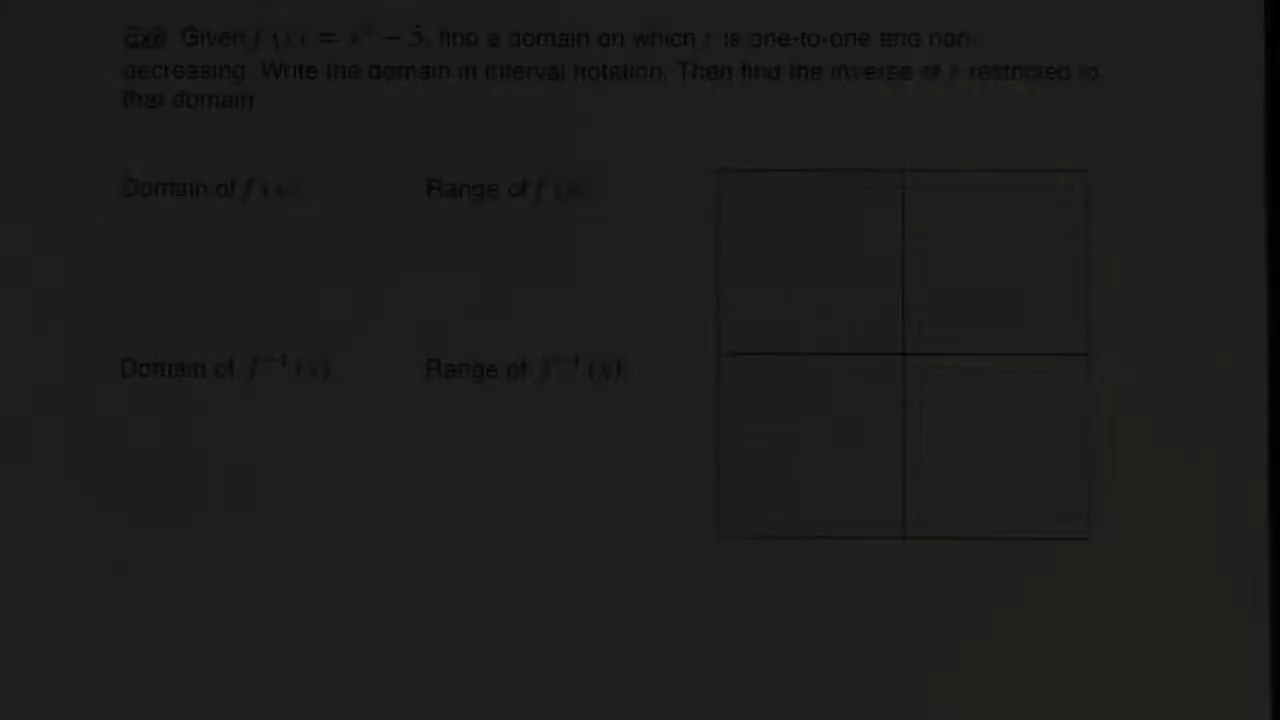 Given f (x) = x² − 5, find a domain on which f is one-to-one and non-
decreasing. Write the domain in interval notation. Then find the inverse of f restricted to
that domain
Domain of f (x)
Range of f (x)
Domain of f⁻¹ (x)
Range of f⁻¹ (x)